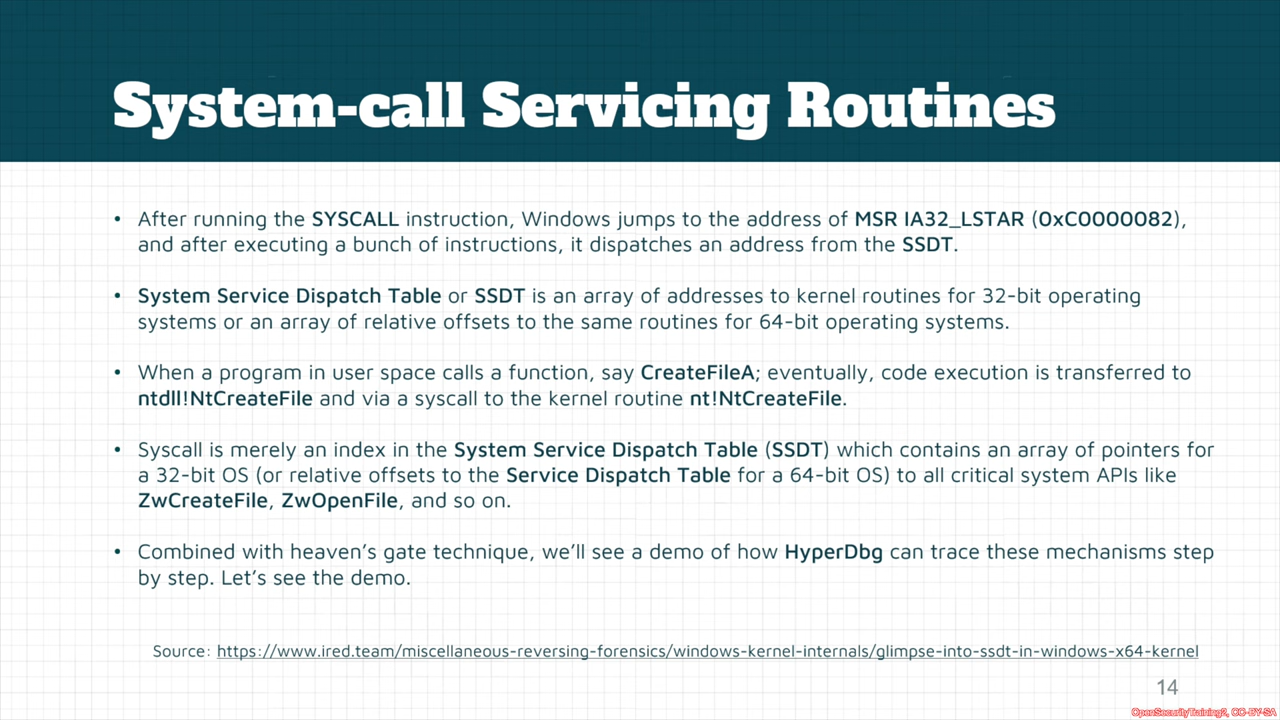 System-call Servicing Routines
• After running the SYSCALL instruction, Windows jumps to the address of MSR IA32_LSTAR (0xC0000082),
and after executing a bunch of instructions, it dispatches an address from the SSDT.
• System Service Dispatch Table or SSDT is an array of addresses to kernel routines for 32-bit operating
systems or an array of relative offsets to the same routines for 64-bit operating systems.
• When a program in user space calls a function, say CreateFileA; eventually, code execution is transferred to
ntdll!NtCreateFile and via a syscall to the kernel routine nt!NtCreateFile.
• Syscall is merely an index in the System Service Dispatch Table (SSDT) which contains an array of pointers for
a 32-bit OS (or relative offsets to the Service Dispatch Table for a 64-bit OS) to all critical system APIs like
ZwCreateFile, ZwOpenFile, and so on.
• Combined with heaven's gate technique, we'll see a demo of how HyperDbg can trace these mechanisms step
by step. Let's see the demo.
Source: https://www.ired.team/miscellaneous-reversing-forensics/windows-kernel-internals/glimpse-into-ssdt-in-windows-x64-kernel
14
OpenSecurityTraining2, CC-BY-SA